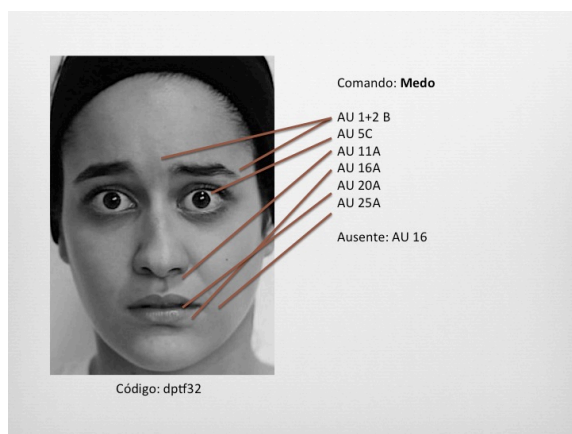 Comando: Medo
AU 1+2 B
AU 5C
AU 11A
AU 16A
AU 20A
AU 25A
Ausente: AU 16
Código: dptf32